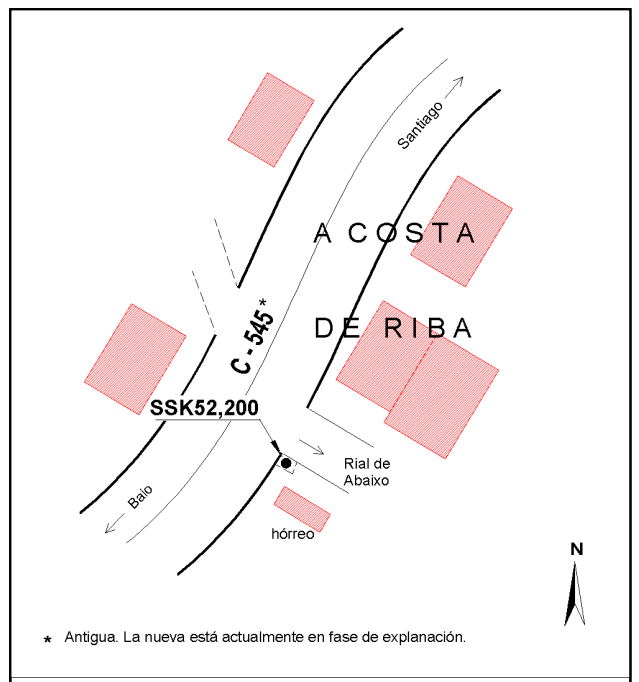 Santiago
A COSTA
C - 545 *
DE RIBA
SSK52,200
Rial de
Abaixo
Baio
hórreo
N
* Antigua. La nueva está actualmente en fase de explanación.